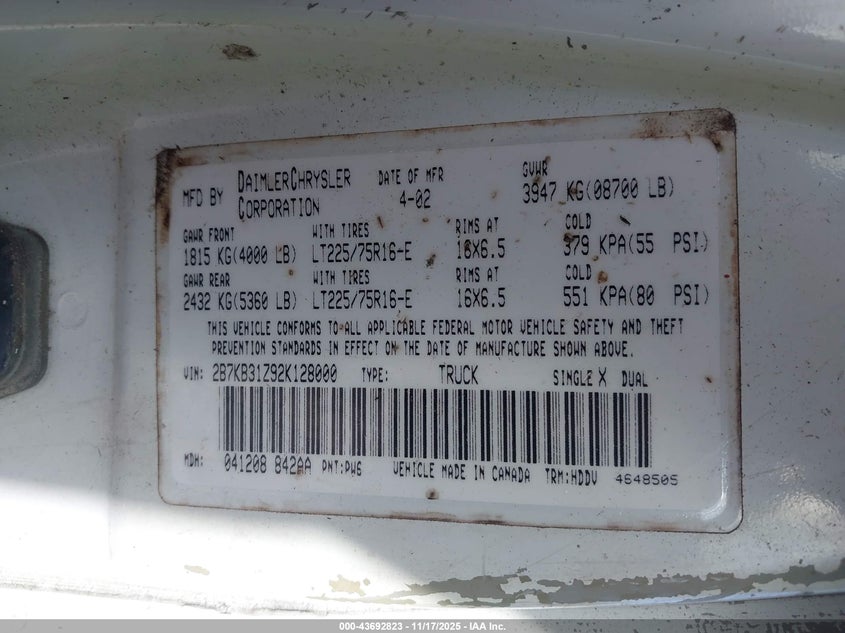 MFD BY DAIMLERCHRYSLER CORPORATION DATE OF MFR 4-02 GVWR 3947 KG(08700 LB)
GAWR FRONT WITH TIRES RIMS AT COLD
1815 KG(4000 LB) LT225/75R16-E 16X6.5 379 KPA(55 PSI)
GAWR REAR WITH TIRES RIMS AT COLD
2432 KG(5360 LB) LT225/75R16-E 16X6.5 551 KPA(80 PSI)
THIS VEHICLE CONFORMS TO ALL APPLICABLE FEDERAL MOTOR VEHICLE SAFETY AND THEFT
PREVENTION STANDARDS IN EFFECT ON THE DATE OF MANUFACTURE SHOWN ABOVE.
VIN: 2B7KB31Z92K128000 TYPE: TRUCK SINGLE X DUAL
MDH: 041208 842AA PNT:PW6 VEHICLE MADE IN CANADA TRM:HDDV 4648505
000-43692823 - 11/17/2025 - IAA Inc.